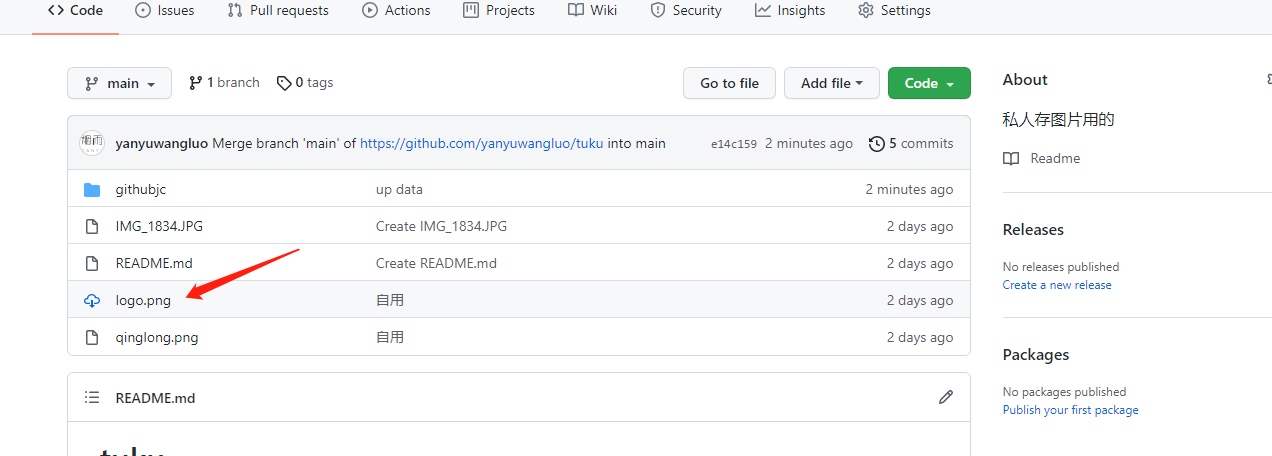 Code Issues Pull requests Actions Projects Wiki Security Insights Settings
main 1 branch 0 tags Go to file Add file Code
yanyuwangluo Merge branch 'main' of https://github.com/yanyuwangluo/tuku into main e14c159 2 minutes ago 5 commits
githubjc up data 2 minutes ago
IMG_1834.JPG Create IMG_1834.JPG 2 days ago
README.md Create README.md 2 days ago
logo.png 自用 2 days ago
qinglong.png 自用 2 days ago
README.md
tuku
About
私人存图片用的
Readme
Releases
No releases published
Create a new release
Packages
No packages published
Publish your first package